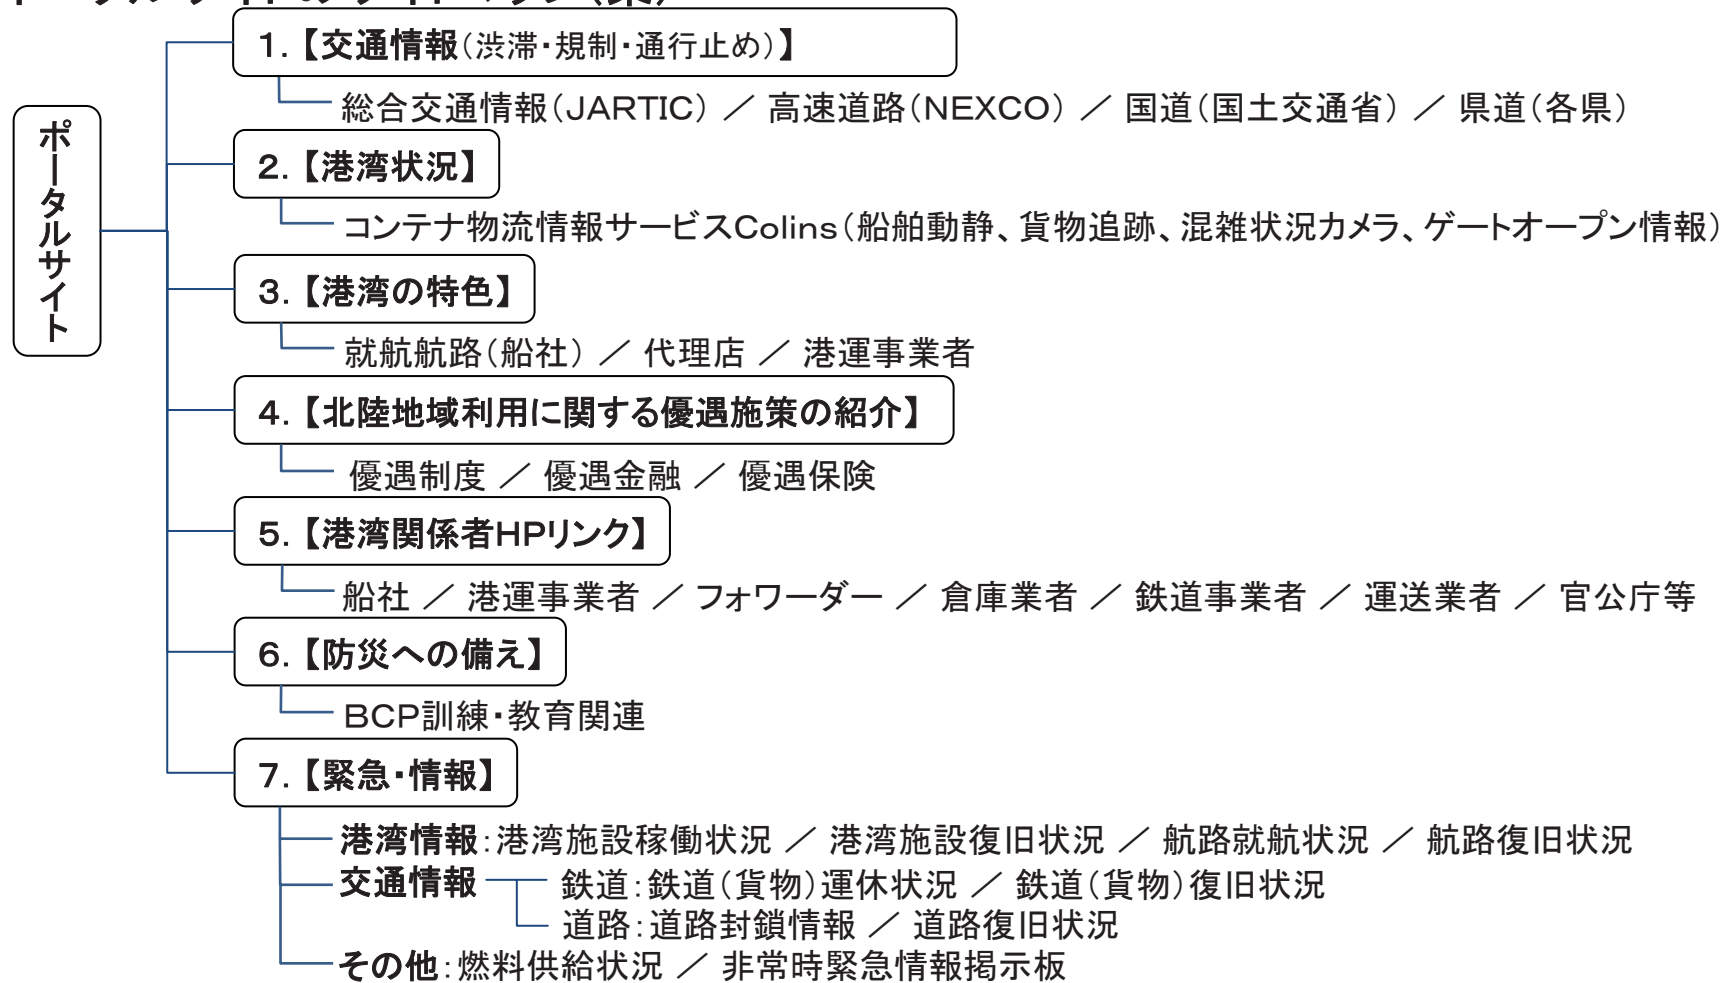 1.【交通情報（渋滞・規制・通行止め）】
総合交通情報（JARTIC） ／ 高速道路（NEXCO） ／ 国道（国土交通省） ／ 県道（各県）
ポータルサイト
2.【港湾状況】
コンテナ物流情報サービスColins（船舶動静、貨物追跡、混雑状況カメラ、ゲートオープン情報）
3.【港湾の特色】
就航航路（船社） ／ 代理店 ／ 港運事業者
4.【北陸地域利用に関する優遇施策の紹介】
優遇制度 ／ 優遇金融 ／ 優遇保険
5.【港湾関係者HPリンク】
船社 ／ 港運事業者 ／ フォワーダー ／ 倉庫業者 ／ 鉄道事業者 ／ 運送業者 ／ 官公庁等
6.【防災への備え】
BCP訓練・教育関連
7.【緊急・情報】
港湾情報：港湾施設稼働状況 ／ 港湾施設復旧状況 ／ 航路就航状況 ／ 航路復旧状況
交通情報 鉄道：鉄道（貨物）運休状況 ／ 鉄道（貨物）復旧状況
道路：道路封鎖情報 ／ 道路復旧状況
その他：燃料供給状況 ／ 非常時緊急情報掲示板